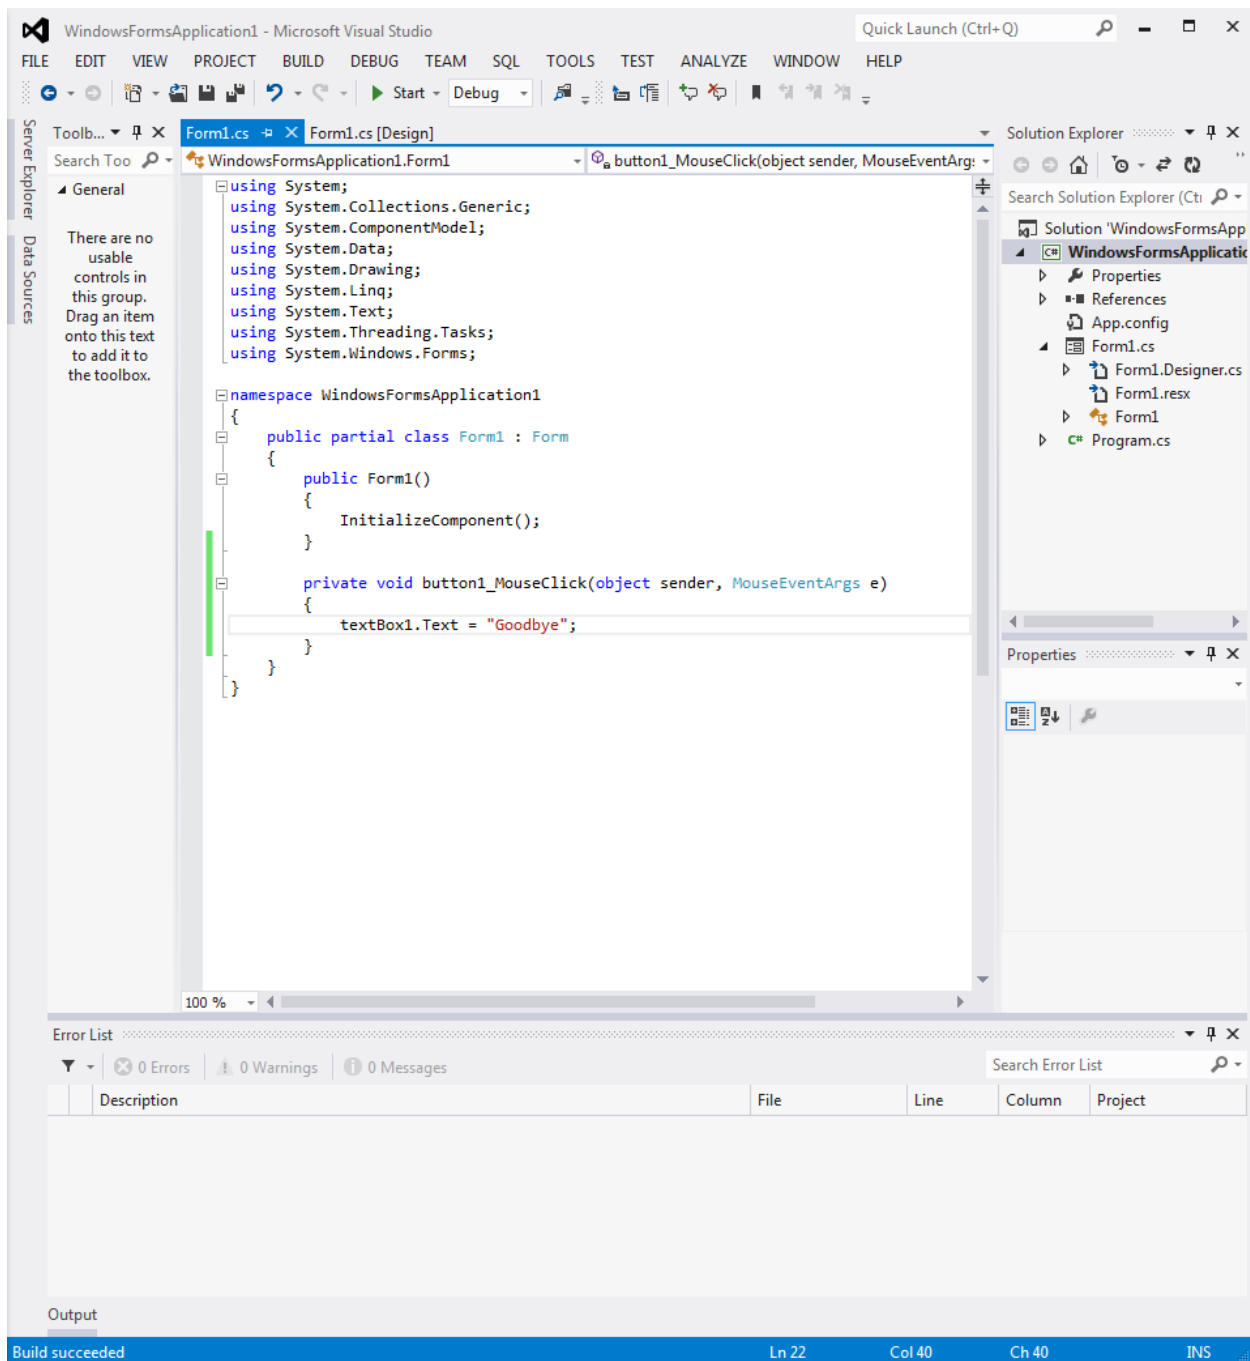 WindowsFormsApplication1 - Microsoft Visual Studio
Quick Launch (Ctrl+Q)
FILE EDIT VIEW PROJECT BUILD DEBUG TEAM SQL TOOLS TEST ANALYZE WINDOW HELP
Start Debug
Server Explorer
Data Sources
Toolb...
Search Too
General
There are no
usable
controls in
this group.
Drag an item
onto this text
to add it to
the toolbox.
Form1.cs Form1.cs [Design]
WindowsFormsApplication1.Form1 button1_MouseClick(object sender, MouseEventArg
using System;
using System.Collections.Generic;
using System.ComponentModel;
using System.Data;
using System.Drawing;
using System.Linq;
using System.Text;
using System.Threading.Tasks;
using System.Windows.Forms;
namespace WindowsFormsApplication1
{
public partial class Form1 : Form
{
public Form1()
{
InitializeComponent();
}
private void button1_MouseClick(object sender, MouseEventArgs e)
{
textBox1.Text = "Goodbye";
}
}
}
100 %
Solution Explorer
Search Solution Explorer (Ct
Solution 'WindowsFormsApp
C# WindowsFormsApplicatio
Properties
References
App.config
Form1.cs
Form1.Designer.cs
Form1.resx
Form1
C# Program.cs
Properties
Error List
0 Errors 0 Warnings 0 Messages
Search Error List
Description File Line Column Project
Output
Build succeeded Ln 22 Col 40 Ch 40 INS